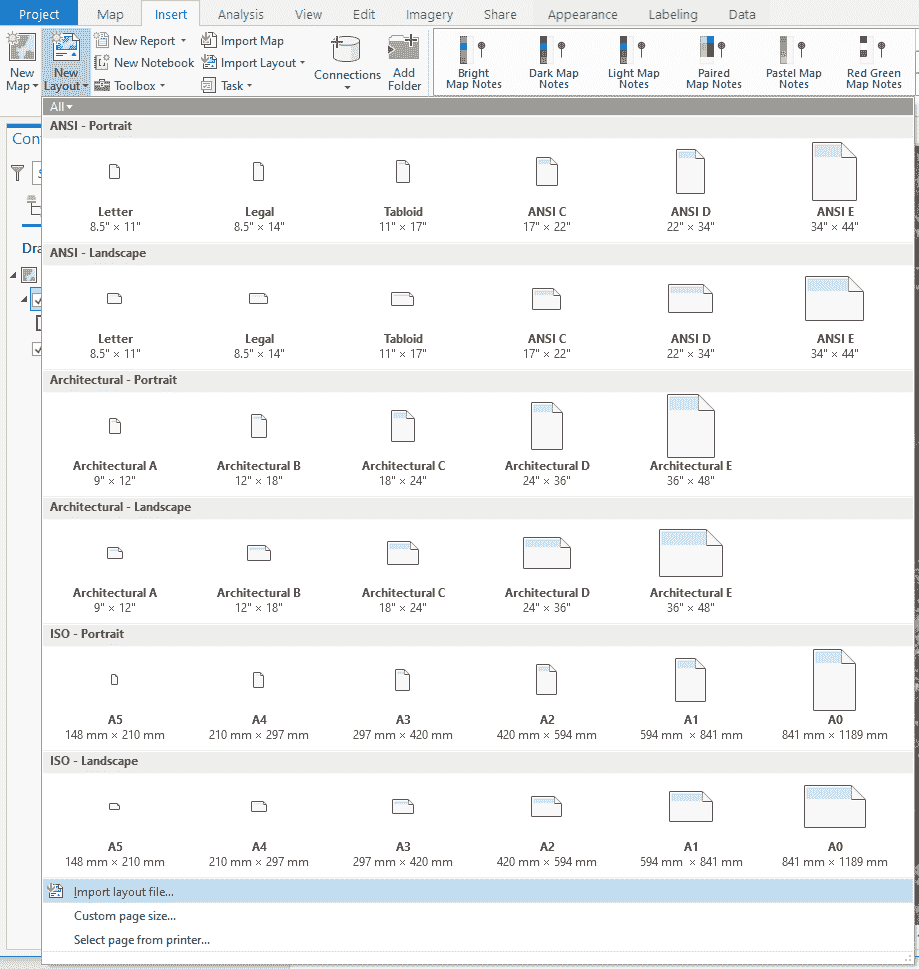 Project Map Insert Analysis View Edit Imagery Share Appearance Labeling Data
New Report Import Map
New Notebook Import Layout
Toolbox Task
New Map
New Layout
Connections
Add Folder
Bright Map Notes
Dark Map Notes
Light Map Notes
Paired Map Notes
Pastel Map Notes
Red Green Map Notes
All
ANSI - Portrait
Letter Legal Tabloid ANSI C ANSI D ANSI E
8.5" × 11" 8.5" × 14" 11" × 17" 17" × 22" 22" × 34" 34" × 44"
ANSI - Landscape
Letter Legal Tabloid ANSI C ANSI D ANSI E
8.5" × 11" 8.5" × 14" 11" × 17" 17" × 22" 22" × 34" 34" × 44"
Architectural - Portrait
Architectural A Architectural B Architectural C Architectural D Architectural E
9" × 12" 12" × 18" 18" × 24" 24" × 36" 36" × 48"
Architectural - Landscape
Architectural A Architectural B Architectural C Architectural D Architectural E
9" × 12" 12" × 18" 18" × 24" 24" × 36" 36" × 48"
ISO - Portrait
A5 A4 A3 A2 A1 A0
148 mm × 210 mm 210 mm × 297 mm 297 mm × 420 mm 420 mm × 594 mm 594 mm × 841 mm 841 mm × 1189 mm
ISO - Landscape
A5 A4 A3 A2 A1 A0
148 mm × 210 mm 210 mm × 297 mm 297 mm × 420 mm 420 mm × 594 mm 594 mm × 841 mm 841 mm × 1189 mm
Import layout file...
Custom page size...
Select page from printer...